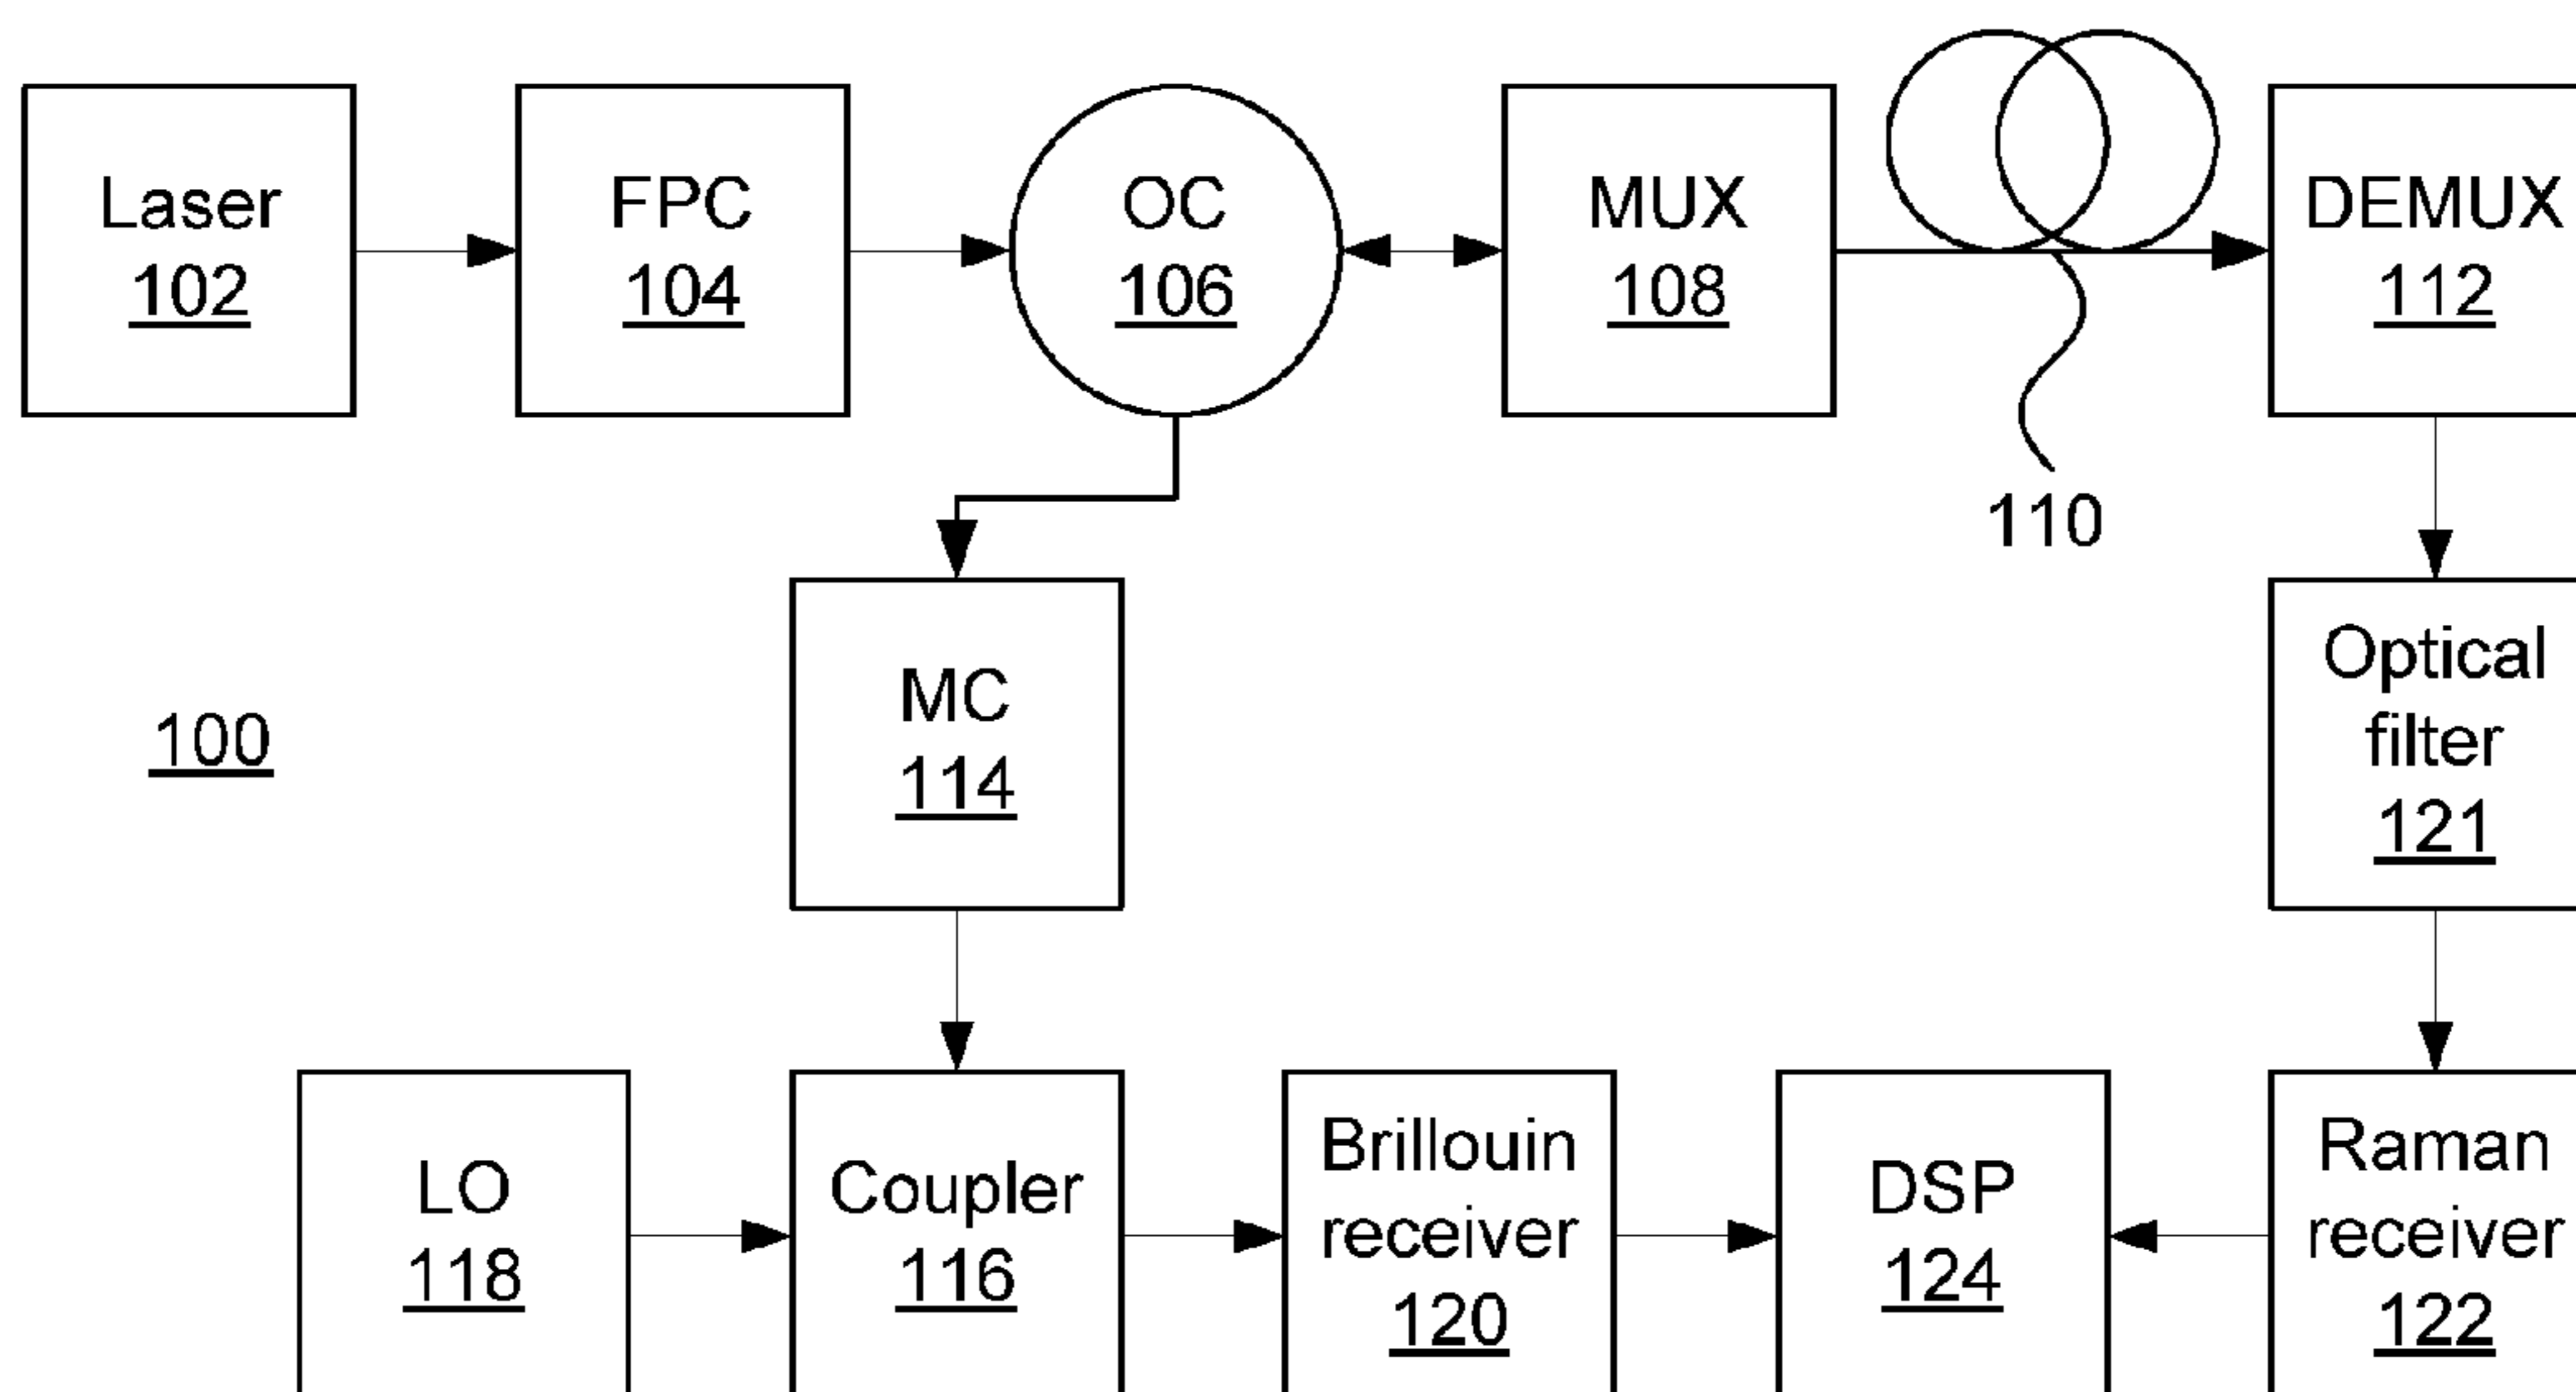 Laser
102
FPC
104
OC
106
MUX
108
DEMUX
112
110
MC
114
Optical
filter
121
100
LO
118
Coupler
116
Brillouin
receiver
120
DSP
124
Raman
receiver
122